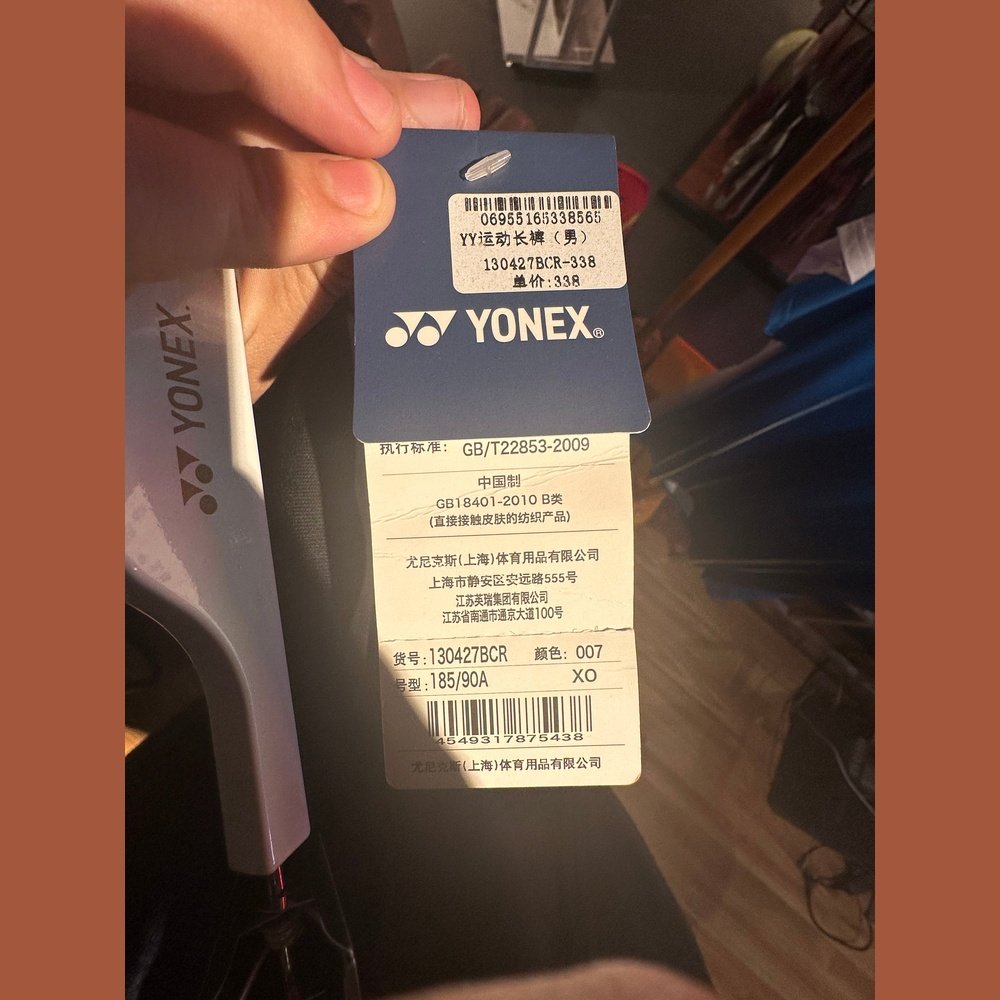 06955165338565
YY运动长裤（男）
130427BCR-338
单价:338
YONEX®
YONEX.
执行标准: GB/T22853-2009
中国制
GB18401-2010 B类
(直接接触皮肤的纺织产品)
尤尼克斯(上海)体育用品有限公司
上海市静安区安远路555号
江苏英瑞集团有限公司
江苏省南通市通京大道100号
货号:130427BCR 颜色: 007
号型:185/90A XO
4549317875438
尤尼克斯(上海)体育用品有限公司